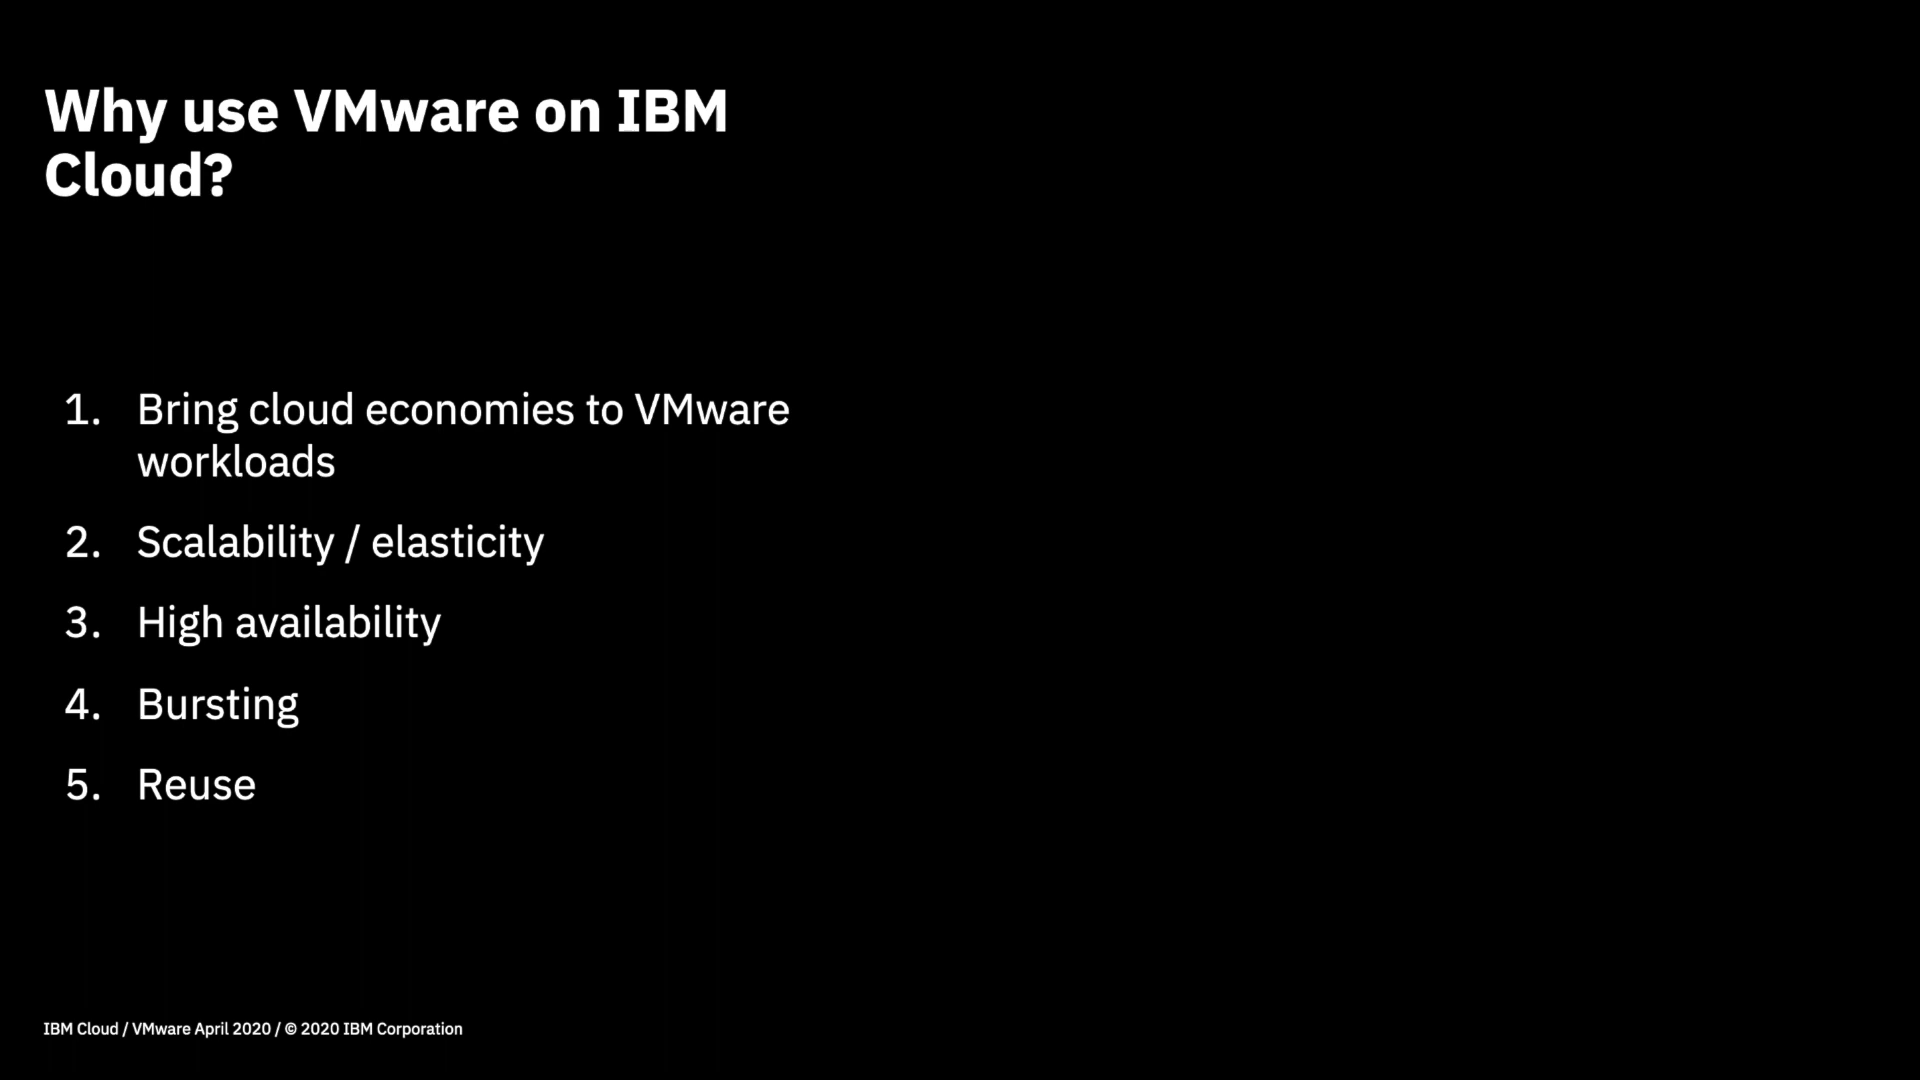 Why use VMware on IBM
Cloud?
1. Bring cloud economies to VMware
workloads
2. Scalability / elasticity
3. High availability
4. Bursting
5. Reuse
IBM Cloud / VMware April 2020 / © 2020 IBM Corporation